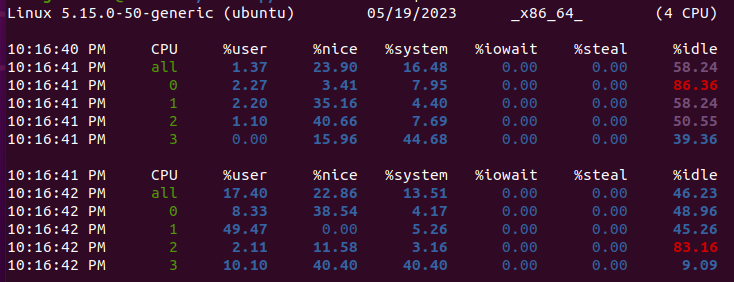 Linux 5.15.0-50-generic (ubuntu) 05/19/2023 _x86_64_ (4 CPU)
10:16:40 PM CPU %user %nice %system %iowait %steal %idle
10:16:41 PM all 1.37 23.90 16.48 0.00 0.00 58.24
10:16:41 PM 0 2.27 3.41 7.95 0.00 0.00 86.36
10:16:41 PM 1 2.20 35.16 4.40 0.00 0.00 58.24
10:16:41 PM 2 1.10 40.66 7.69 0.00 0.00 50.55
10:16:41 PM 3 0.00 15.96 44.68 0.00 0.00 39.36
10:16:41 PM CPU %user %nice %system %iowait %steal %idle
10:16:42 PM all 17.40 22.86 13.51 0.00 0.00 46.23
10:16:42 PM 0 8.33 38.54 4.17 0.00 0.00 48.96
10:16:42 PM 1 49.47 0.00 5.26 0.00 0.00 45.26
10:16:42 PM 2 2.11 11.58 3.16 0.00 0.00 83.16
10:16:42 PM 3 10.10 40.40 40.40 0.00 0.00 9.09